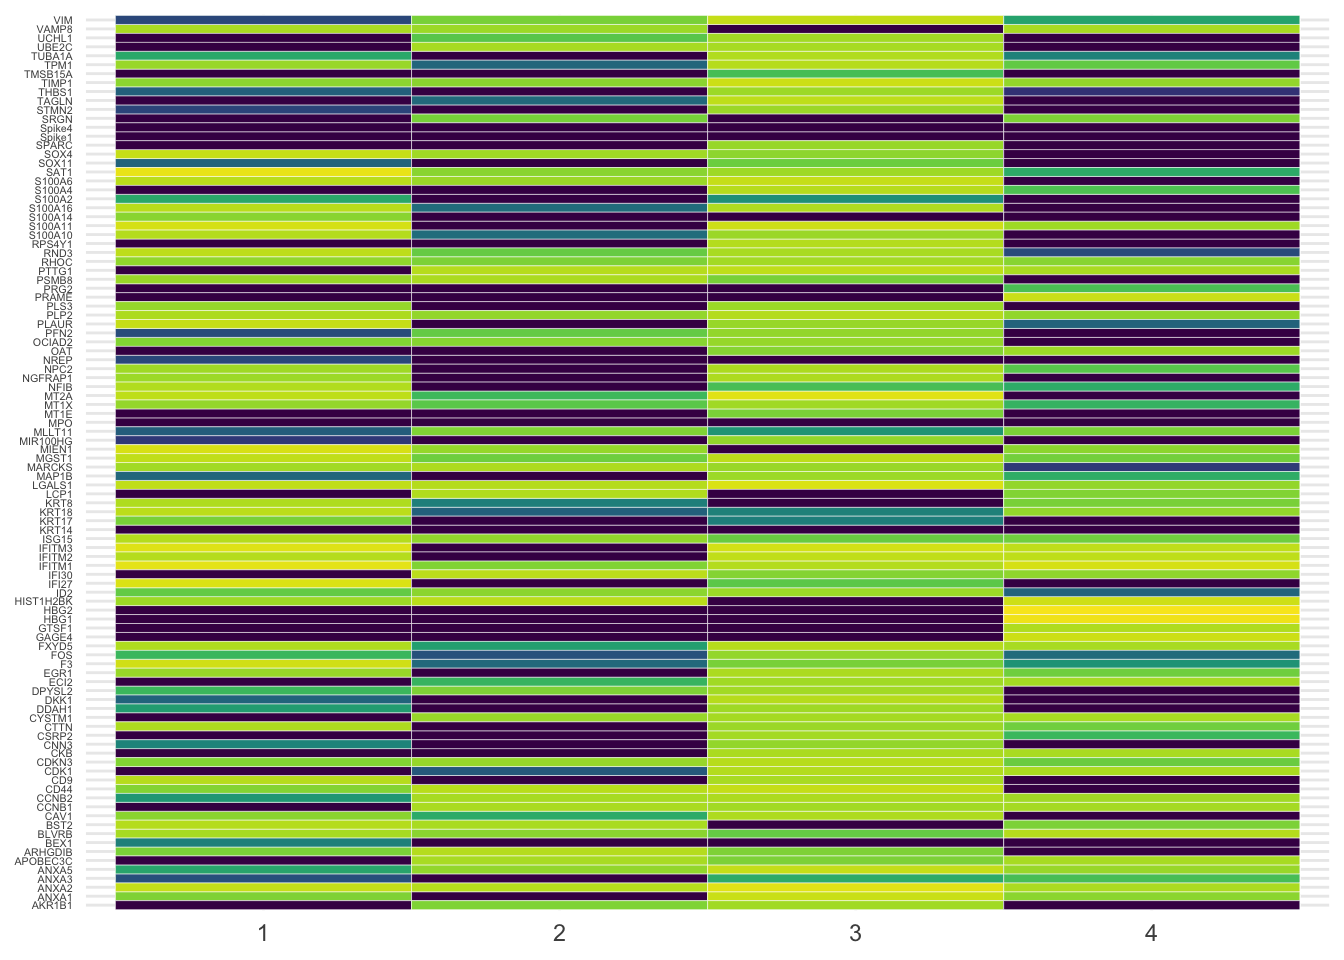 VIM
VAMP8
UCHL1
UBE2C
TUBA1A
TPM1
TMSB15A
TIMP1
THBS1
TAGLN
STMN2
SRGN
Spike4
Spike1
SPARC
SOX4
SOX11
SAT1
S100A6
S100A4
S100A2
S100A16
S100A14
S100A11
S100A10
RPS4Y1
RND3
RHOC
PTTG1
PSMB8
PRG2
PRAME
PLS3
PLP2
PLAUR
PFN2
OCIAD2
OAT
NREP
NPC2
NGFRAP1
NFIB
MT2A
MT1X
MT1E
MPO
MLLT11
MIR100HG
MIEN1
MGST1
MARCKS
MAP1B
LGALS1
LCP1
KRT8
KRT18
KRT17
KRT14
ISG15
IFITM3
IFITM2
IFITM1
IFI30
IFI27
ID2
HIST1H2BK
HBG2
HBG1
GTSF1
GAGE4
FXYD5
FOS
F3
EGR1
ECI2
DPYSL2
DKK1
DDAH1
CYSTM1
CTTN
CSRP2
CNN3
CKB
CDKN3
CDK1
CD9
CD44
CCNB2
CCNB1
CAV1
BST2
BLVRB
BEX1
ARHGDIB
APOBEC3C
ANXA5
ANXA3
ANXA2
ANXA1
AKR1B1
1 2 3 4